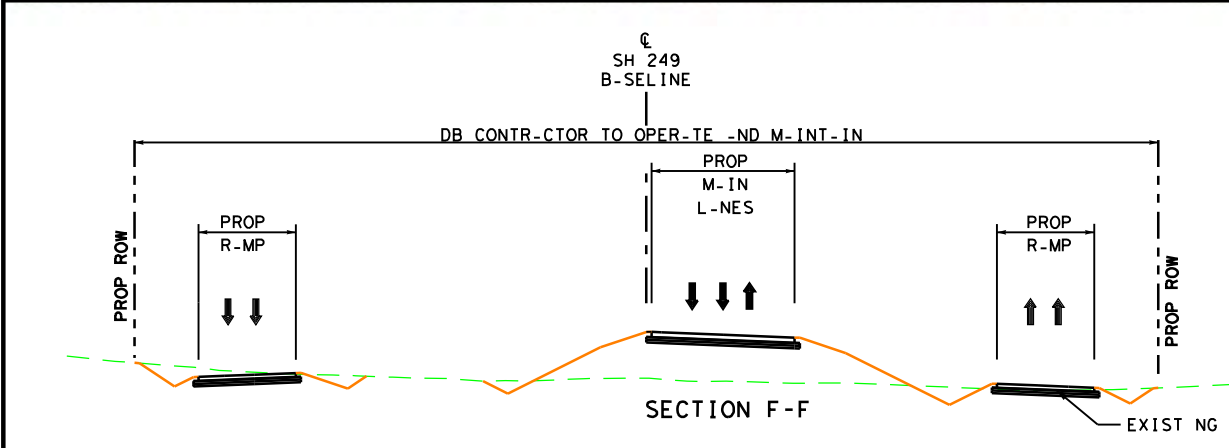 ℄
SH 249
B-SELINE
DB CONTR-CTOR TO OPER-TE -ND M-INT-IN
PROP
M-IN
L-NES
PROP
R-MP
PROP
R-MP
PROP ROW
PROP ROW
SECTION F-F
EXIST NG